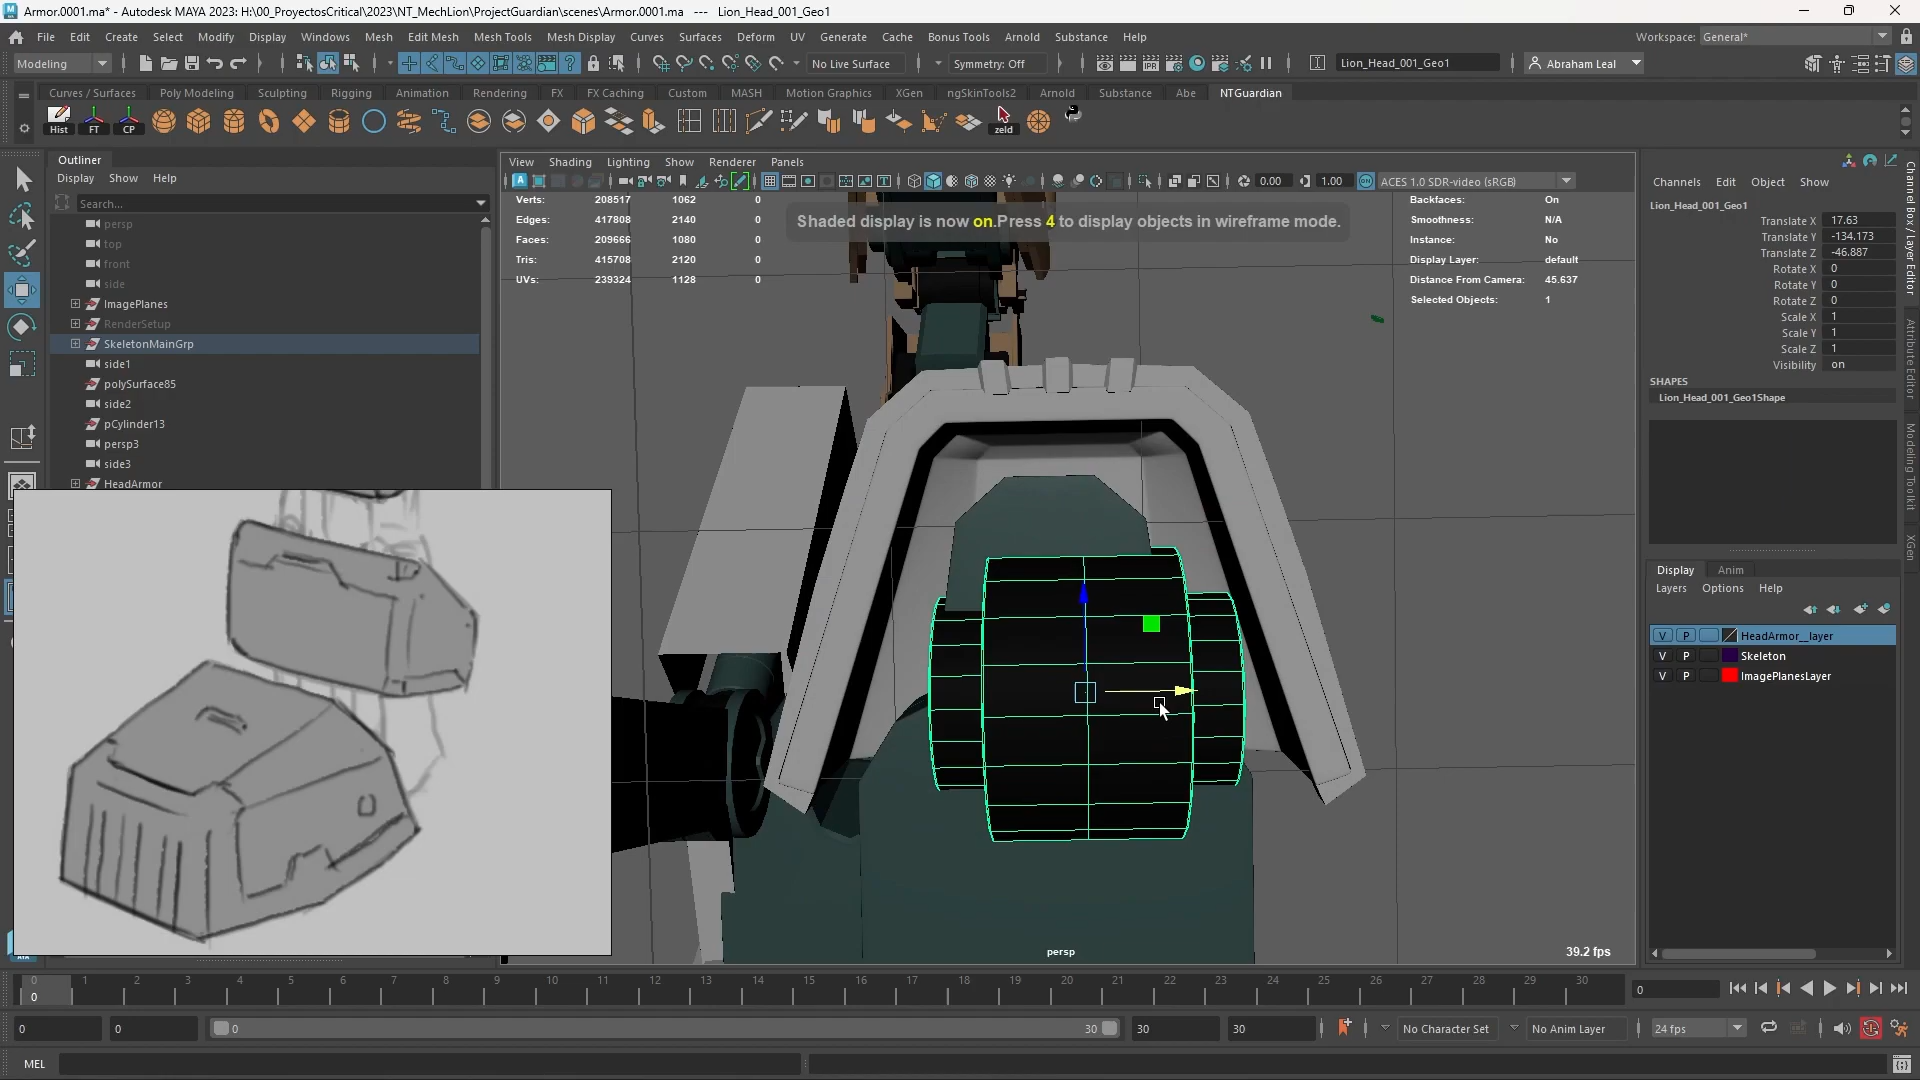 Armor.0001.ma* - Autodesk MAYA 2023: H:\00_ProyectosCritical\2023\NT_MechLion\ProjectGuardian\scenes\Armor.0001.ma --- Lion_Head_001_Geo1
File Edit Create Select Modify Display Windows Mesh Edit Mesh Mesh Tools Mesh Display Curves Surfaces Deform UV Generate Cache Bonus Tools Arnold Substance Help Workspace: General*
Modeling No Live Surface Symmetry: Off Lion_Head_001_Geo1 Abraham Leal
Curves / Surfaces Poly Modeling Sculpting Rigging Animation Rendering FX FX Caching Custom MASH Motion Graphics XGen ngSkinTools2 Arnold Substance Abe NTGuardian
Hist FT CP zeld
Outliner
Display Show Help
Search...
persp
top
front
side
ImagePlanes
RenderSetup
SkeletonMainGrp
side1
polySurface85
side2
pCylinder13
persp3
side3
HeadArmor
View Shading Lighting Show Renderer Panels
0.00 1.00 ACES 1.0 SDR-video (sRGB)
Verts: 208517 1062 0
Edges: 417808 2140 0
Faces: 209666 1080 0
Tris: 415708 2120 0
UVs: 239324 1128 0
Shaded display is now on.Press 4 to display objects in wireframe mode.
Backfaces: On
Smoothness: N/A
Instance: No
Display Layer: default
Distance From Camera: 45.637
Selected Objects: 1
persp
39.2 fps
Channels Edit Object Show
Lion_Head_001_Geo1
Translate X 17.63
Translate Y -134.173
Translate Z -46.887
Rotate X 0
Rotate Y 0
Rotate Z 0
Scale X 1
Scale Y 1
Scale Z 1
Visibility on
SHAPES
Lion_Head_001_Geo1Shape
Display Anim
Layers Options Help
V P HeadArmor__layer
V P Skeleton
V P ImagePlanesLayer
Channel Box / Layer Editor
Attribute Editor
Modeling Toolkit
XGen
0 1 2 3 4 5 6 7 8 9 10 11 12 13 14 15 16 17 18 19 20 21 22 23 24 25 26 27 28 29 30
0 0
0 0 0 30 30 30 No Character Set No Anim Layer 24 fps
MEL